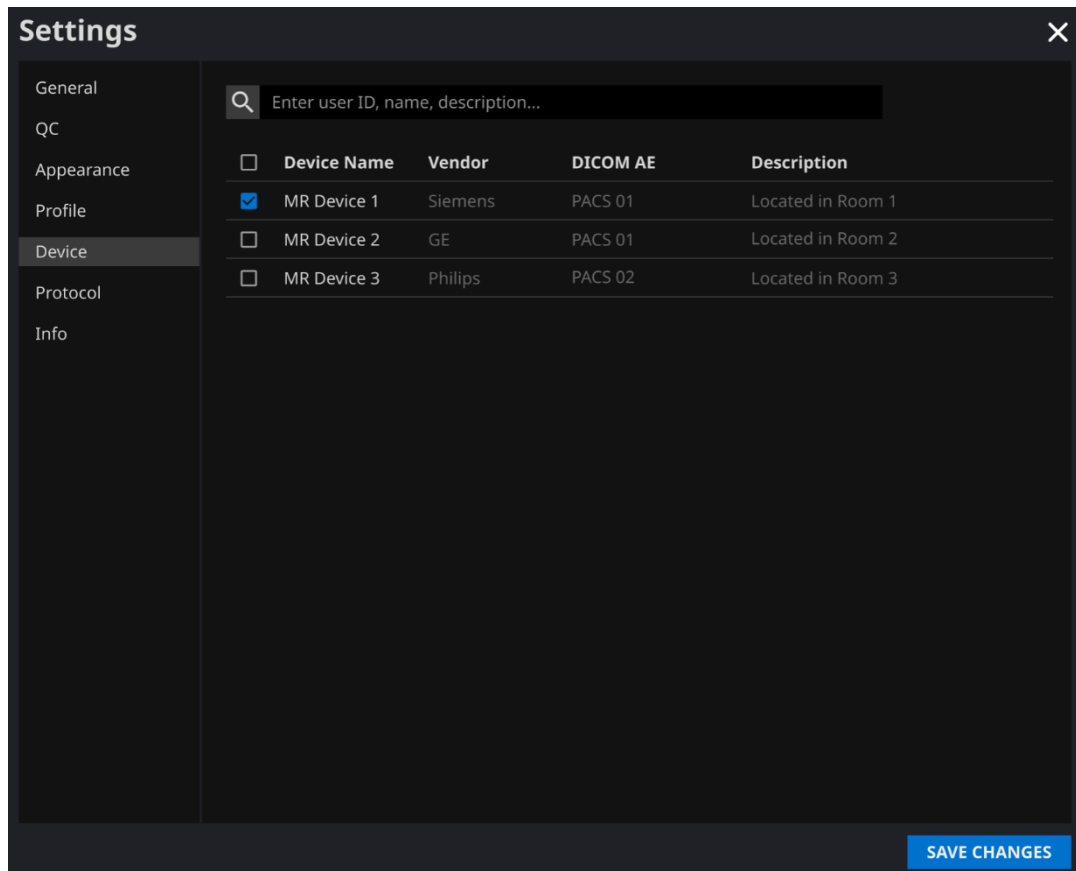 Settings
General
QC
Appearance
Profile
Device
Protocol
Info
Enter user ID, name, description...
Device Name Vendor DICOM AE Description
MR Device 1 Siemens PACS 01 Located in Room 1
MR Device 2 GE PACS 01 Located in Room 2
MR Device 3 Philips PACS 02 Located in Room 3
SAVE CHANGES